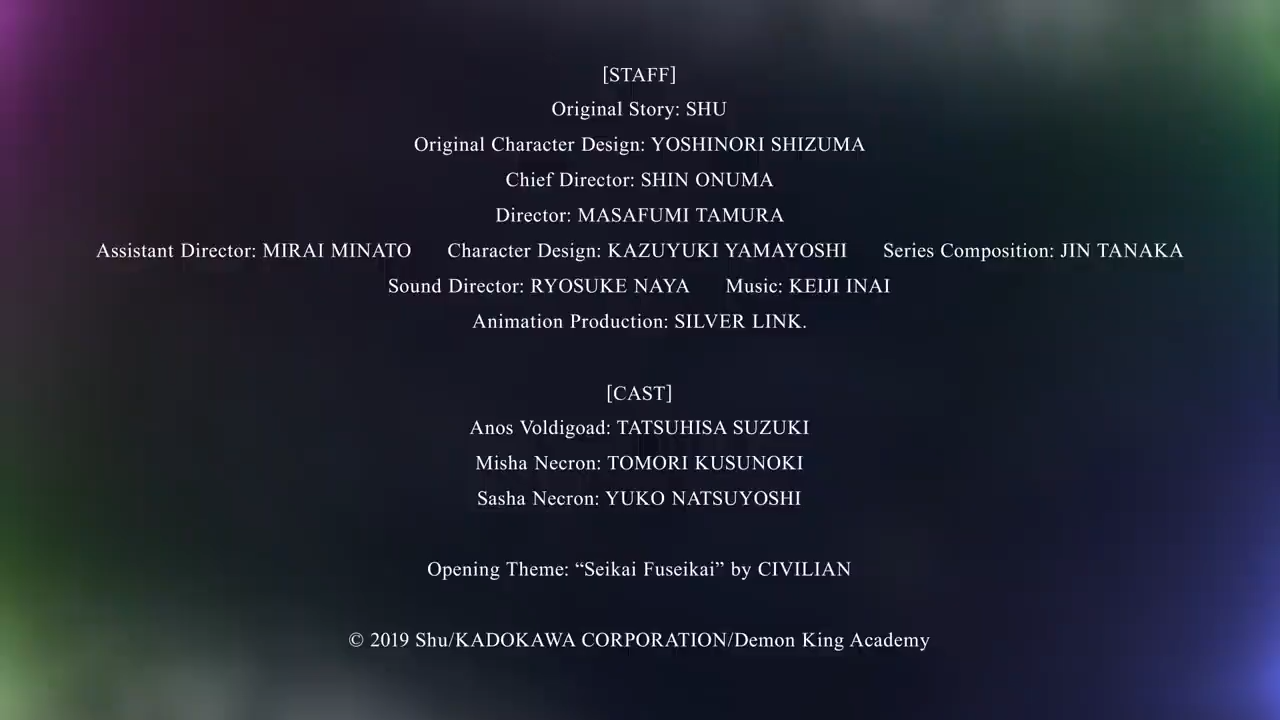 [STAFF]
Original Story: SHU
Original Character Design: YOSHINORI SHIZUMA
Chief Director: SHIN ONUMA
Director: MASAFUMI TAMURA
Assistant Director: MIRAI MINATO Character Design: KAZUYUKI YAMAYOSHI Series Composition: JIN TANAKA
Sound Director: RYOSUKE NAYA Music: KEIJI INAI
Animation Production: SILVER LINK.
[CAST]
Anos Voldigoad: TATSUHISA SUZUKI
Misha Necron: TOMORI KUSUNOKI
Sasha Necron: YUKO NATSUYOSHI
Opening Theme: “Seikai Fuseikai” by CIVILIAN
© 2019 Shu/KADOKAWA CORPORATION/Demon King Academy